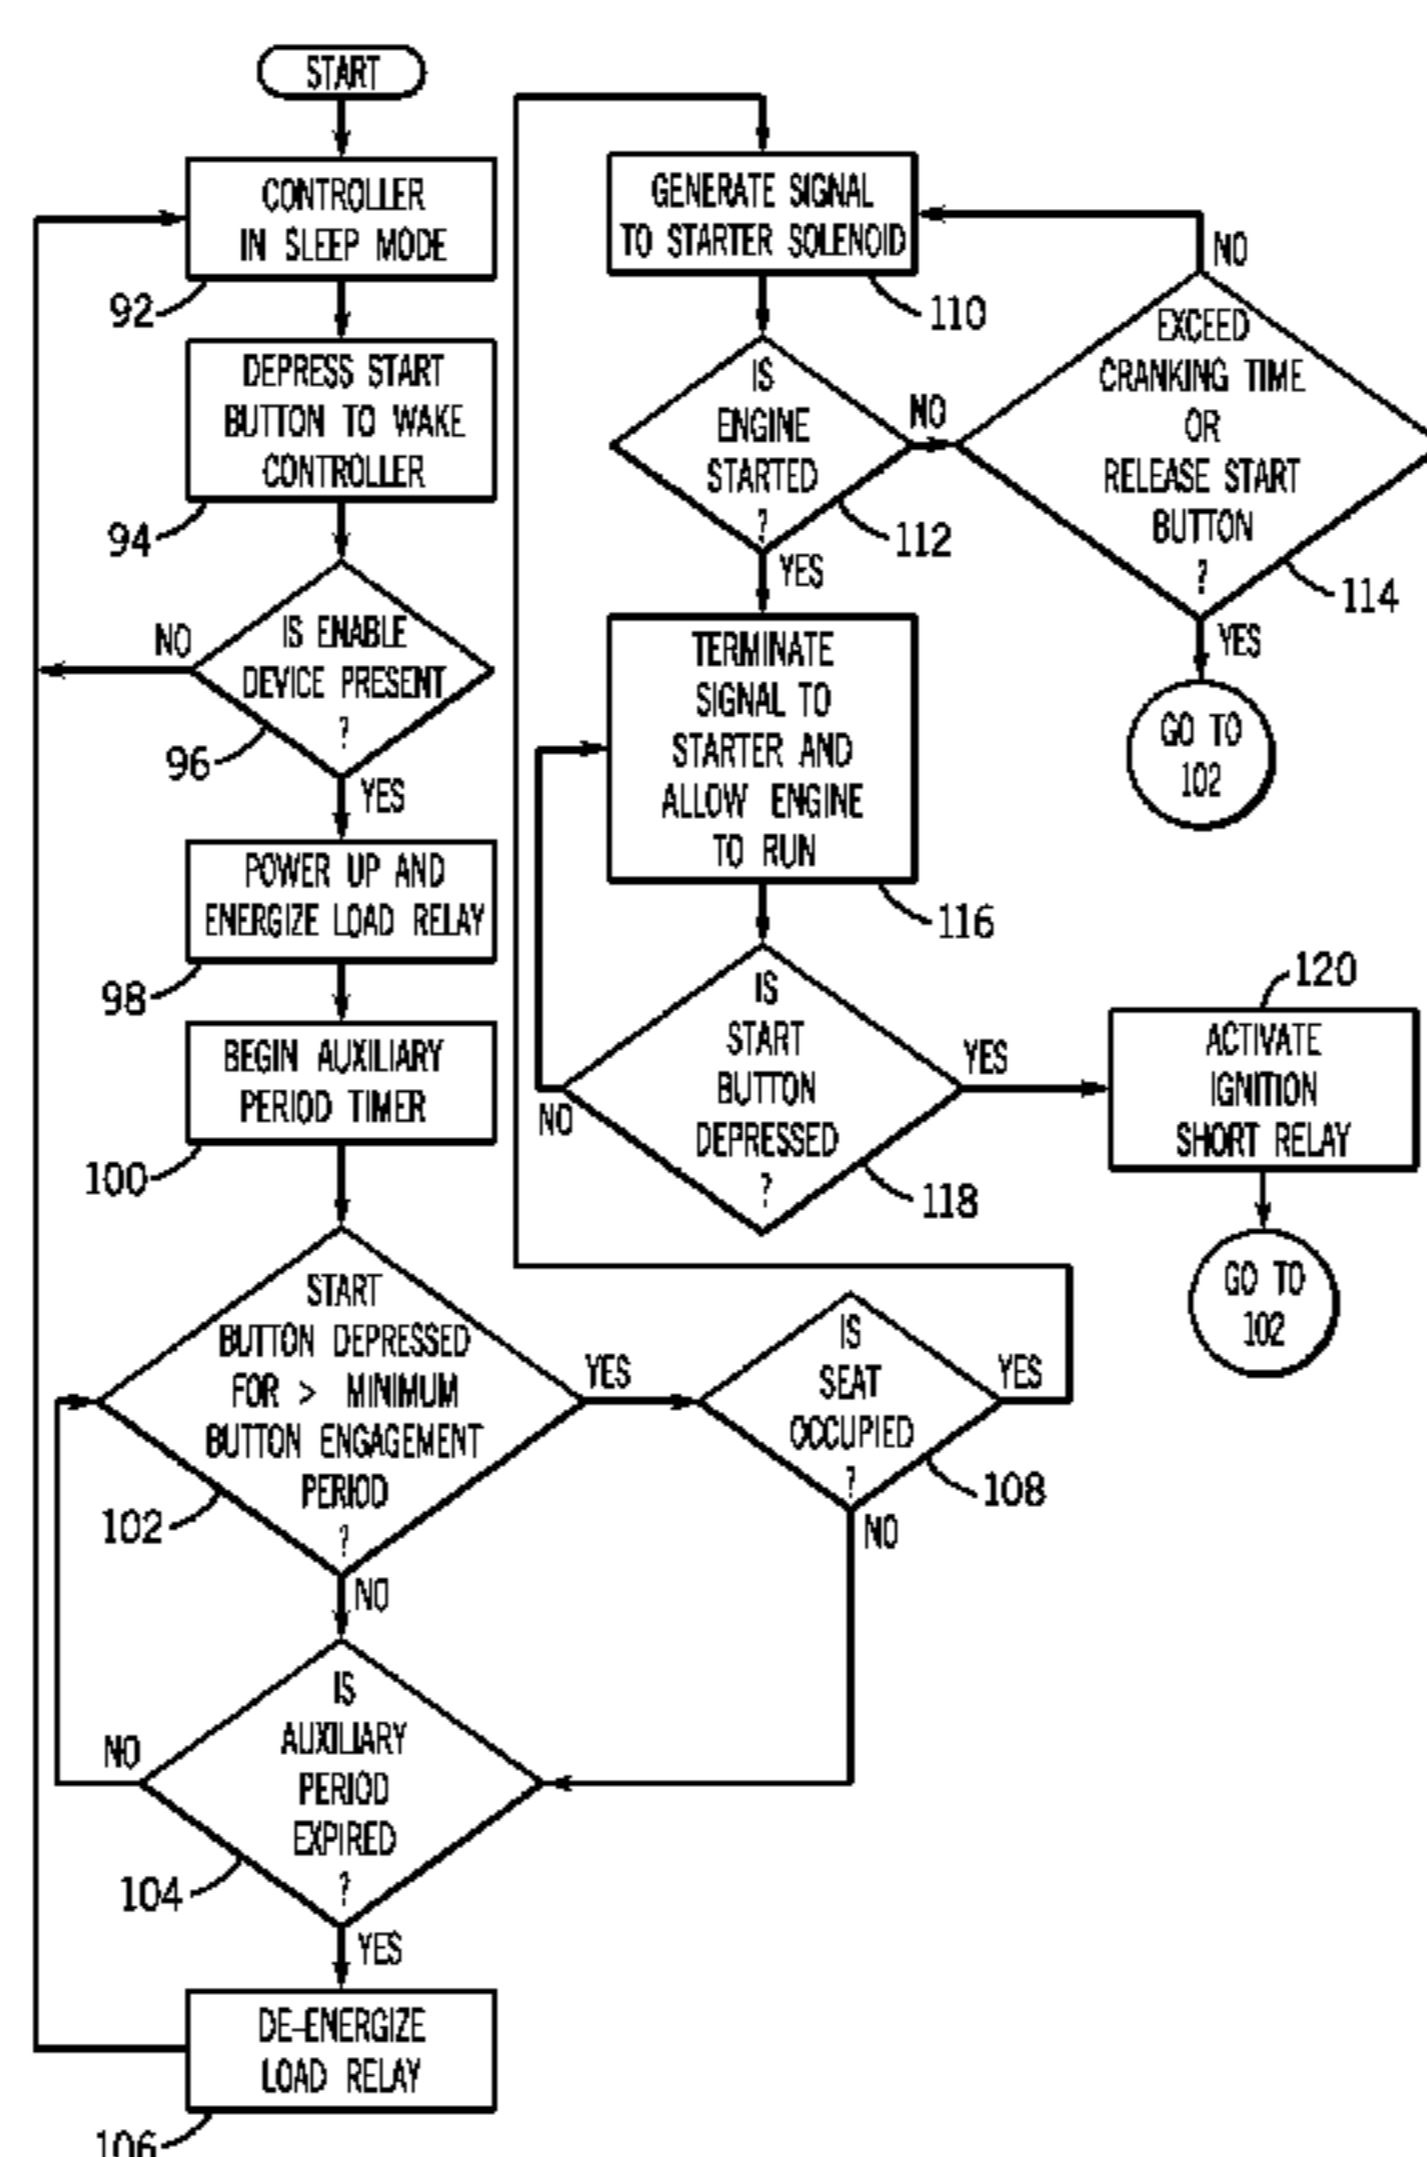 START
CONTROLLER
IN SLEEP MODE
92
DEPRESS START
BUTTON TO WAKE
CONTROLLER
94
IS ENABLE
DEVICE PRESENT
?
NO
96
YES
POWER UP AND
ENERGIZE LOAD RELAY
98
BEGIN AUXILIARY
PERIOD TIMER
100
START
BUTTON DEPRESSED
FOR > MINIMUM
BUTTON ENGAGEMENT
PERIOD
?
YES
102
NO
IS
AUXILIARY
PERIOD
EXPIRED
?
NO
104
YES
DE-ENERGIZE
LOAD RELAY
106
IS
SEAT
OCCUPIED
?
YES
108
NO
GENERATE SIGNAL
TO STARTER SOLENOID
110
IS
ENGINE
STARTED
?
NO
112
YES
EXCEED
CRANKING TIME
OR
RELEASE START
BUTTON
?
NO
114
YES
GO TO
102
TERMINATE
SIGNAL TO
STARTER AND
ALLOW ENGINE
TO RUN
116
IS
START
BUTTON
DEPRESSED
?
NO
YES
118
120
ACTIVATE
IGNITION
SHORT RELAY
GO TO
102